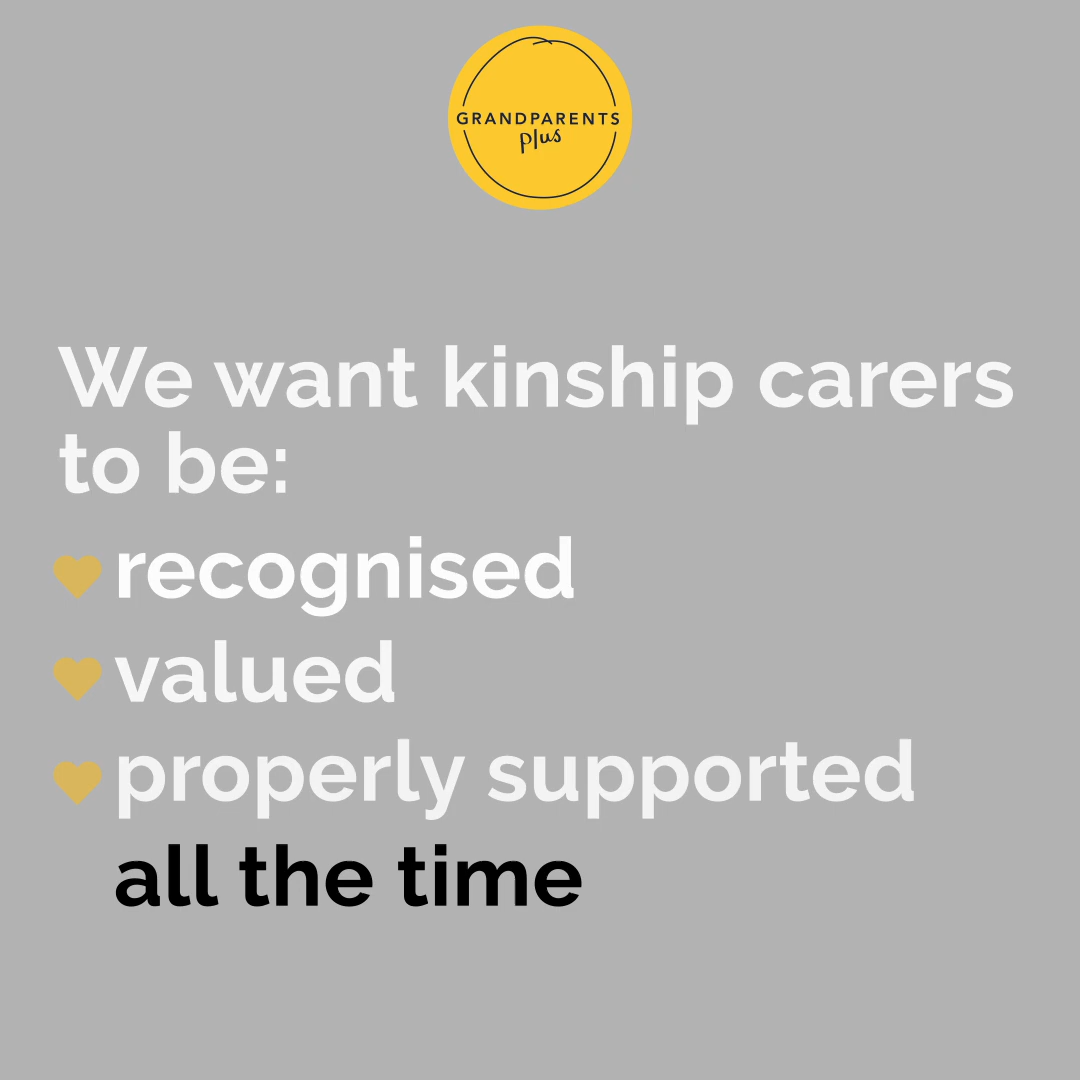 GRANDPARENTS
plus
We want kinship carers
to be:
recognised
valued
properly supported
all the time